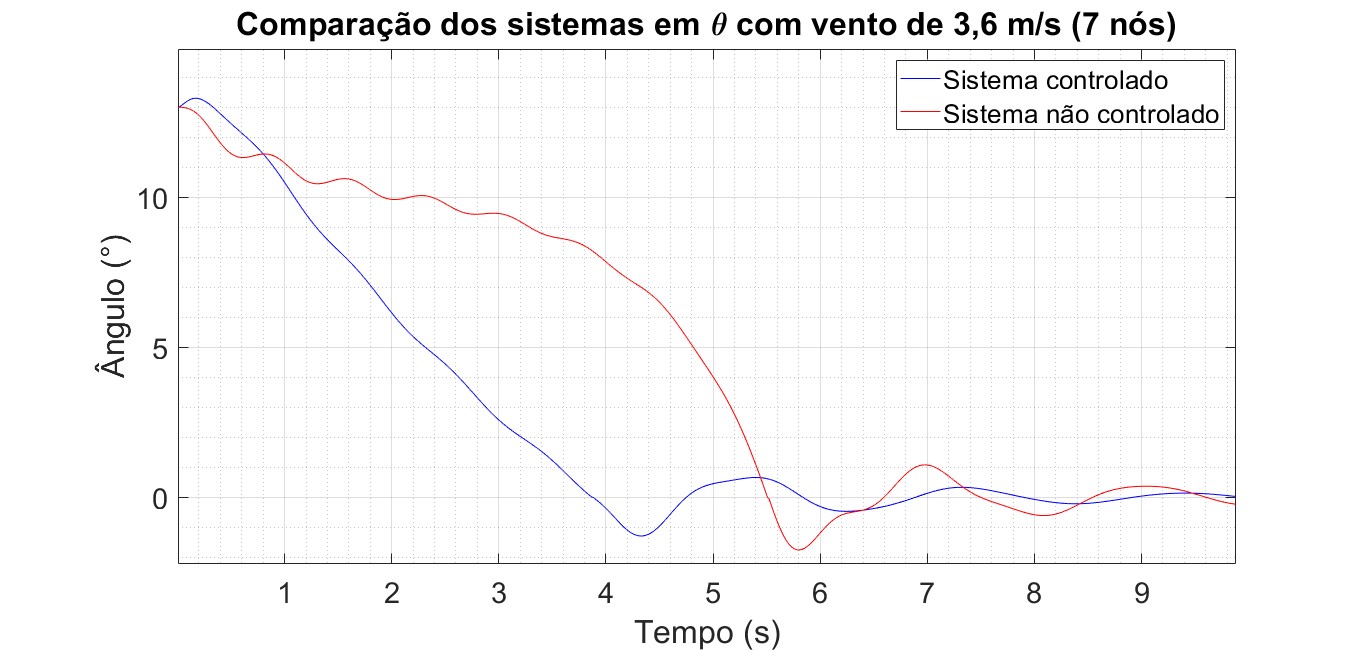 Comparação dos sistemas em θ com vento de 3,6 m/s (7 nós)
Sistema controlado
Sistema não controlado
Ângulo (°)
10
5
0
1 2 3 4 5 6 7 8 9
Tempo (s)